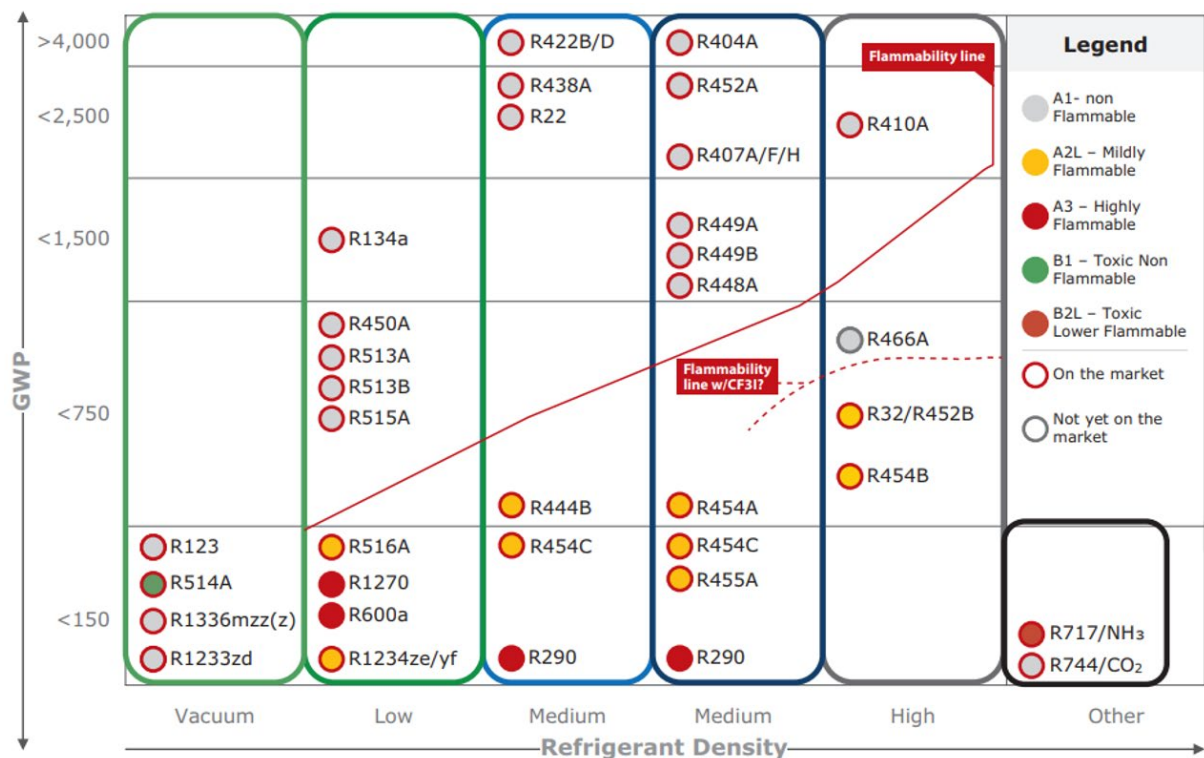 GWP
>4,000
<2,500
<1,500
<750
<150
R123
R514A
R1336mzz(z)
R1233zd
R134a
R450A
R513A
R513B
R515A
R516A
R1270
R600a
R1234ze/yf
R422B/D
R438A
R22
R444B
R454C
R290
R404A
R452A
R407A/F/H
R449A
R449B
R448A
Flammability
line w/CF3I?
R454A
R454C
R455A
R290
Flammability line
R410A
R466A
R32/R452B
R454B
R717/NH₃
R744/CO₂
Legend
A1- non
Flammable
A2L – Mildly
Flammable
A3 – Highly
Flammable
B1 – Toxic Non
Flammable
B2L – Toxic
Lower Flammable
On the market
Not yet on the
market
Vacuum
Low
Medium
Medium
High
Other
Refrigerant Density